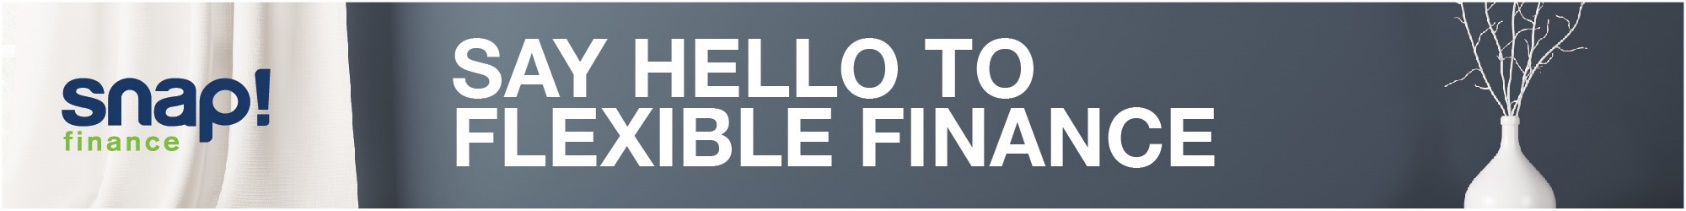 snap!
finance
SAY HELLO TO
FLEXIBLE FINANCE